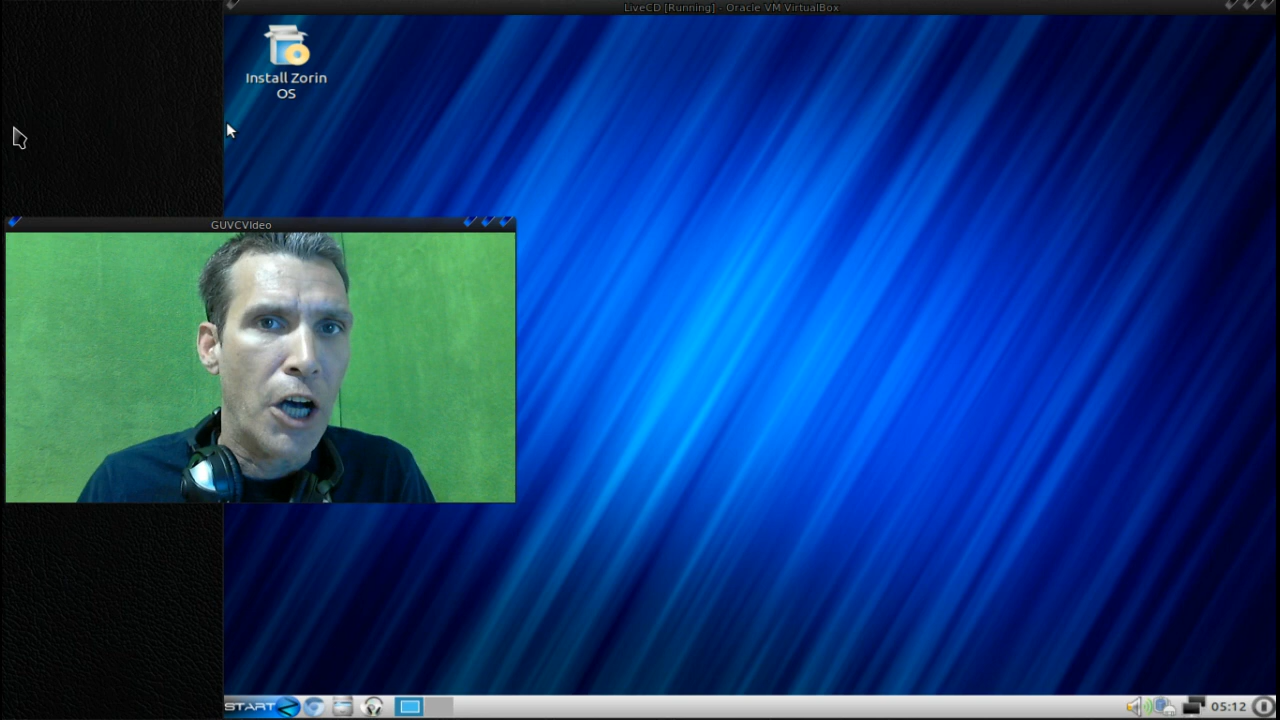 LiveCD [Running] - Oracle VM VirtualBox
Install Zorin
OS
GUVCVideo
START
05:12